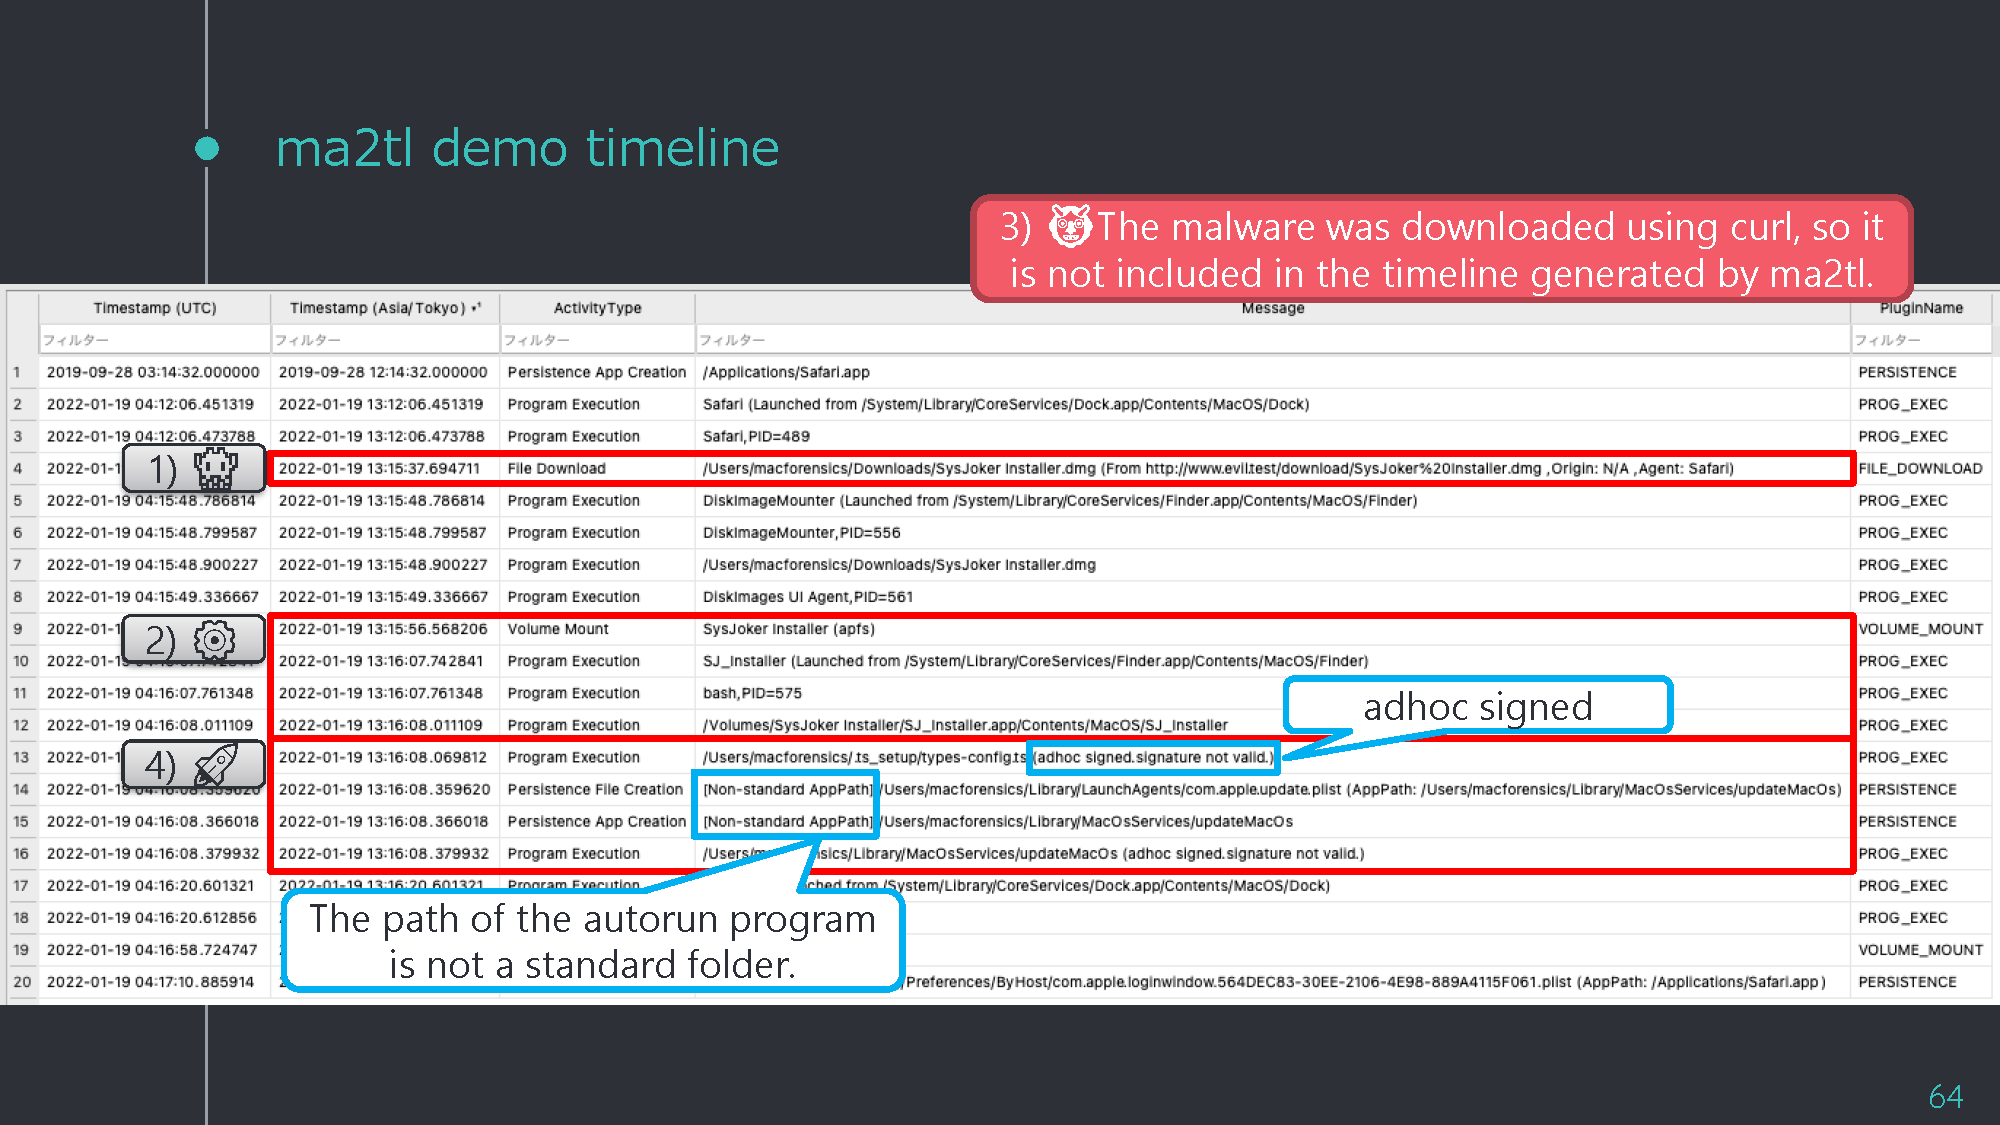 ma2tl demo timeline
3) The malware was downloaded using curl, so it
is not included in the timeline generated by ma2tl.
Timestamp (UTC) Timestamp (Asia/Tokyo) ▾¹ ActivityType Message PluginName
フィルター フィルター フィルター フィルター フィルター
1 2019-09-28 03:14:32.000000 2019-09-28 12:14:32.000000 Persistence App Creation /Applications/Safari.app PERSISTENCE
2 2022-01-19 04:12:06.451319 2022-01-19 13:12:06.451319 Program Execution Safari (Launched from /System/Library/CoreServices/Dock.app/Contents/MacOS/Dock) PROG_EXEC
3 2022-01-19 04:12:06.473788 2022-01-19 13:12:06.473788 Program Execution Safari,PID=489 PROG_EXEC
4 2022-01-1 1) 2022-01-19 13:15:37.694711 File Download /Users/macforensics/Downloads/SysJoker Installer.dmg (From http://www.evil.test/download/SysJoker%20Installer.dmg ,Origin: N/A ,Agent: Safari) FILE_DOWNLOAD
5 2022-01-19 04:15:48.786814 2022-01-19 13:15:48.786814 Program Execution DiskImageMounter (Launched from /System/Library/CoreServices/Finder.app/Contents/MacOS/Finder) PROG_EXEC
6 2022-01-19 04:15:48.799587 2022-01-19 13:15:48.799587 Program Execution DiskImageMounter,PID=556 PROG_EXEC
7 2022-01-19 04:15:48.900227 2022-01-19 13:15:48.900227 Program Execution /Users/macforensics/Downloads/SysJoker Installer.dmg PROG_EXEC
8 2022-01-19 04:15:49.336667 2022-01-19 13:15:49.336667 Program Execution DiskImages UI Agent,PID=561 PROG_EXEC
9 2022-01-1 2) 2022-01-19 13:15:56.568206 Volume Mount SysJoker Installer (apfs) VOLUME_MOUNT
10 2022-01-1 2022-01-19 13:16:07.742841 Program Execution SJ_Installer (Launched from /System/Library/CoreServices/Finder.app/Contents/MacOS/Finder) PROG_EXEC
11 2022-01-19 04:16:07.761348 2022-01-19 13:16:07.761348 Program Execution bash,PID=575 PROG_EXEC
adhoc signed
12 2022-01-19 04:16:08.011109 2022-01-19 13:16:08.011109 Program Execution /Volumes/SysJoker Installer/SJ_Installer.app/Contents/MacOS/SJ_Installer PROG_EXEC
13 2022-01-1 4) 2022-01-19 13:16:08.069812 Program Execution /Users/macforensics/.ts_setup/types-config.ts (adhoc signed.signature not valid.) PROG_EXEC
14 2022-01-19 04:16:08.359620 2022-01-19 13:16:08.359620 Persistence File Creation [Non-standard AppPath] /Users/macforensics/Library/LaunchAgents/com.apple.update.plist (AppPath: /Users/macforensics/Library/MacOsServices/updateMacOs) PERSISTENCE
15 2022-01-19 04:16:08.366018 2022-01-19 13:16:08.366018 Persistence App Creation [Non-standard AppPath] /Users/macforensics/Library/MacOsServices/updateMacOs PERSISTENCE
16 2022-01-19 04:16:08.379932 2022-01-19 13:16:08.379932 Program Execution /Users/m ensics/Library/MacOsServices/updateMacOs (adhoc signed.signature not valid.) PROG_EXEC
17 2022-01-19 04:16:20.601321 2022-01-19 13:16:20.601321 Program Execution ched from /System/Library/CoreServices/Dock.app/Contents/MacOS/Dock) PROG_EXEC
18 2022-01-19 04:16:20.612856 PROG_EXEC
19 2022-01-19 04:16:58.724747 VOLUME_MOUNT
20 2022-01-19 04:17:10.885914 /Preferences/ByHost/com.apple.loginwindow.564DEC83-30EE-2106-4E98-889A4115F061.plist (AppPath: /Applications/Safari.app) PERSISTENCE
The path of the autorun program
is not a standard folder.
64